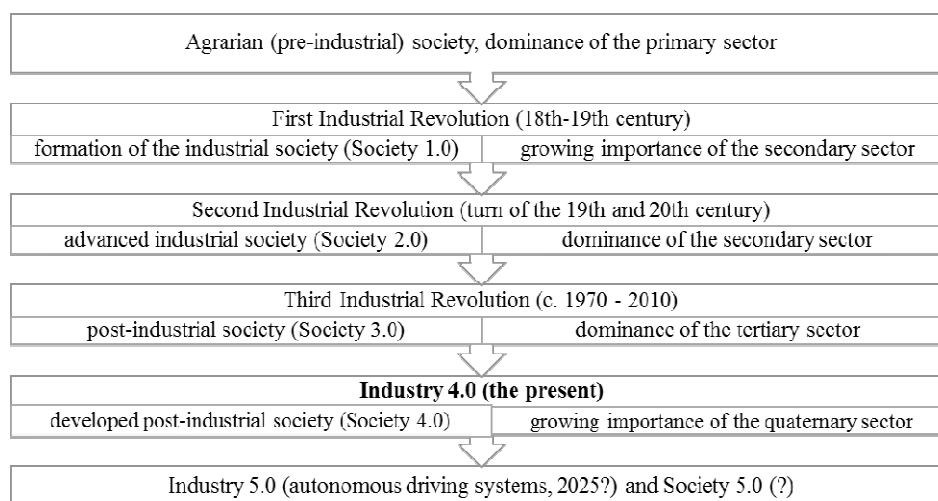 Agrarian (pre-industrial) society, dominance of the primary sector
First Industrial Revolution (18th-19th century)
formation of the industrial society (Society 1.0)
growing importance of the secondary sector
Second Industrial Revolution (turn of the 19th and 20th century)
advanced industrial society (Society 2.0)
dominance of the secondary sector
Third Industrial Revolution (c. 1970 - 2010)
post-industrial society (Society 3.0)
dominance of the tertiary sector
Industry 4.0 (the present)
developed post-industrial society (Society 4.0)
growing importance of the quaternary sector
Industry 5.0 (autonomous driving systems, 2025?) and Society 5.0 (?)